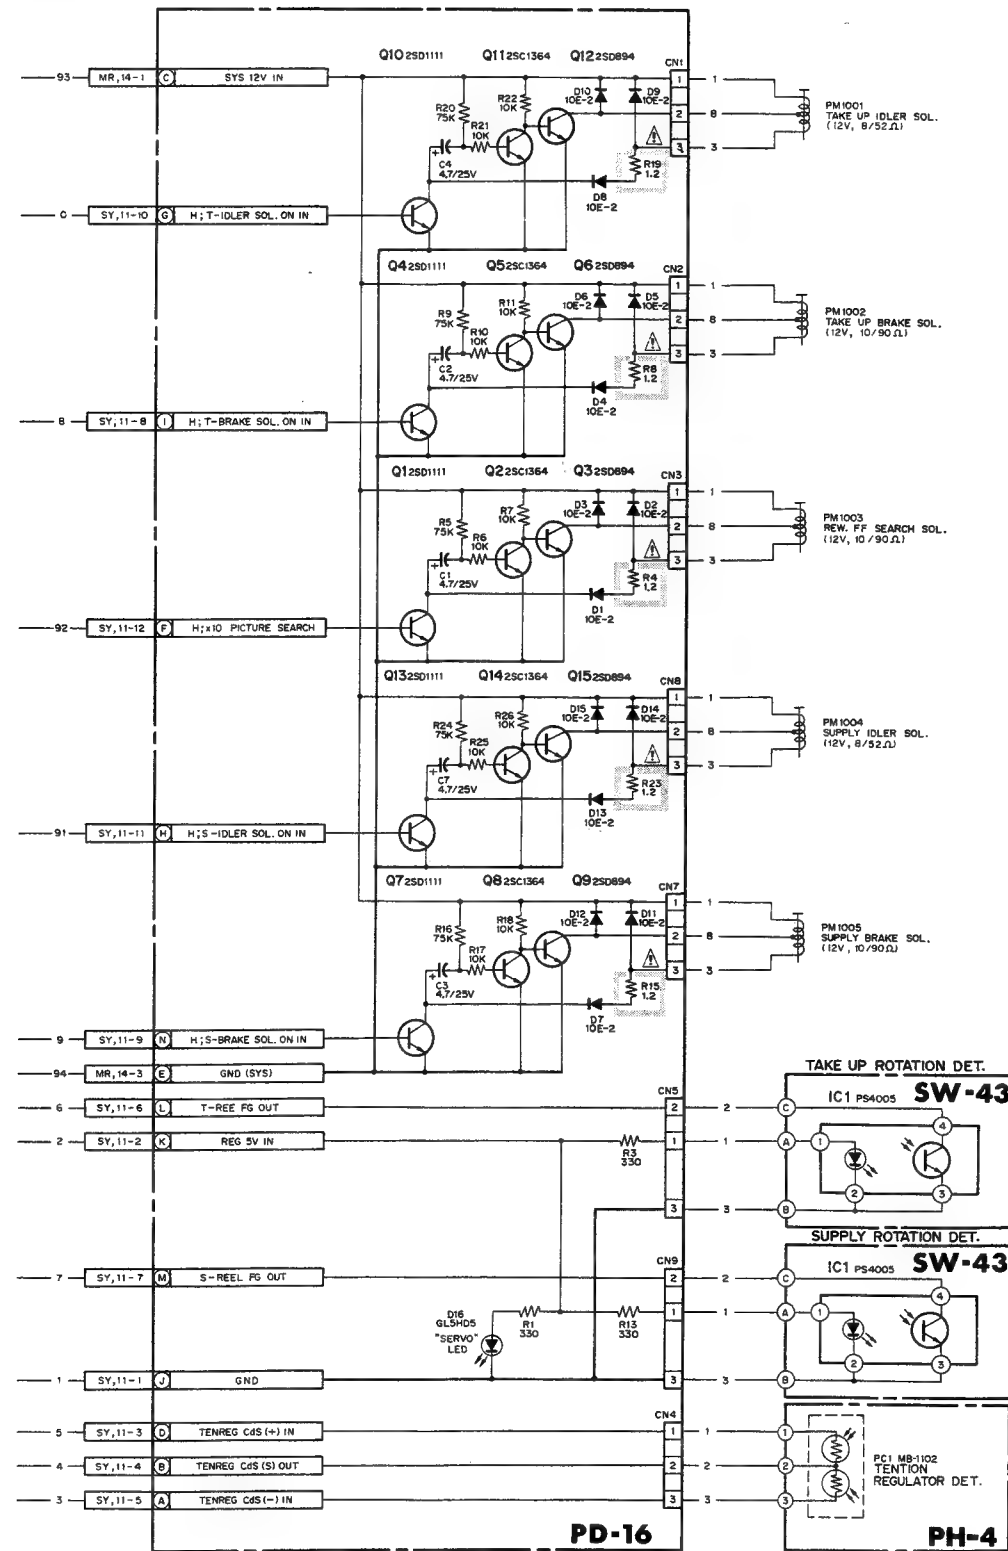 Q10 2SD1111 Q11 2SC1364 Q12 2SD894 CN1
93 MR,14-1 C SYS 12V IN
R20 75K R22 10K R21 10K D10 10E-2 D9 10E-2 1 2 3 1 8 3
C4 4.7/25V R19 1.2 D8 10E-2
PM1001
TAKE UP IDLER SOL.
(12V, 8/52Ω)
SY,11-10 G H; T-IDLER SOL. ON IN
Q4 2SD1111 Q5 2SC1364 Q6 2SD894 CN2
R9 75K R11 10K R10 10K D6 10E-2 D5 10E-2 1 2 3 1 8 3
C2 4.7/25V R8 1.2 D4 10E-2
PM1002
TAKE UP BRAKE SOL.
(12V, 10/90Ω)
8 SY,11-8 I H; T-BRAKE SOL. ON IN
Q1 2SD1111 Q2 2SC1364 Q3 2SD894 CN3
R5 75K R7 10K R6 10K D3 10E-2 D2 10E-2 1 2 3 1 8 3
C1 4.7/25V R4 1.2 D1 10E-2
PM1003
REW. FF SEARCH SOL.
(12V, 10/90Ω)
92 SY,11-12 F H;x10 PICTURE SEARCH
Q13 2SD1111 Q14 2SC1364 Q15 2SD894 CN8
R24 75K R26 10K R25 10K D15 10E-2 D14 10E-2 1 2 3 1 8 3
C7 4.7/25V R23 1.2 D13 10E-2
PM1004
SUPPLY IDLER SOL.
(12V, 8/52Ω)
91 SY,11-11 H H;S-IDLER SOL. ON IN
Q7 2SD1111 Q8 2SC1364 Q9 2SD894 CN7
R16 75K R18 10K R17 10K D12 10E-2 D11 10E-2 1 2 3 1 8 3
C3 4.7/25V R15 1.2 D7 10E-2
PM1005
SUPPLY BRAKE SOL.
(12V, 10/90Ω)
9 SY,11-9 N H;S-BRAKE SOL. ON IN
94 MR,14-3 E GND (SYS)
6 SY,11-6 L T-REE FG OUT CN5 2 2
2 SY,11-2 K REG 5V IN R3 330 1 1
3 3
TAKE UP ROTATION DET.
IC1 PS4005 SW-43
C A B 1 2 3 4
7 SY,11-7 M S-REEL FG OUT CN9 2 2
D16 GL5HD5 "SERVO" LED R1 330 R13 330 1 1
1 SY,11-1 J GND 3 3
SUPPLY ROTATION DET.
IC1 PS4005 SW-43
C A B 1 2 3 4
CN4
5 SY,11-3 D TENREG CdS (+) IN 1 1 1
4 SY,11-4 B TENREG CdS (S) OUT 2 2 2
3 SY,11-5 A TENREG CdS (-) IN 3 3 3
PC1 MB-1102
TENTION
REGULATOR DET.
PD-16
PH-4